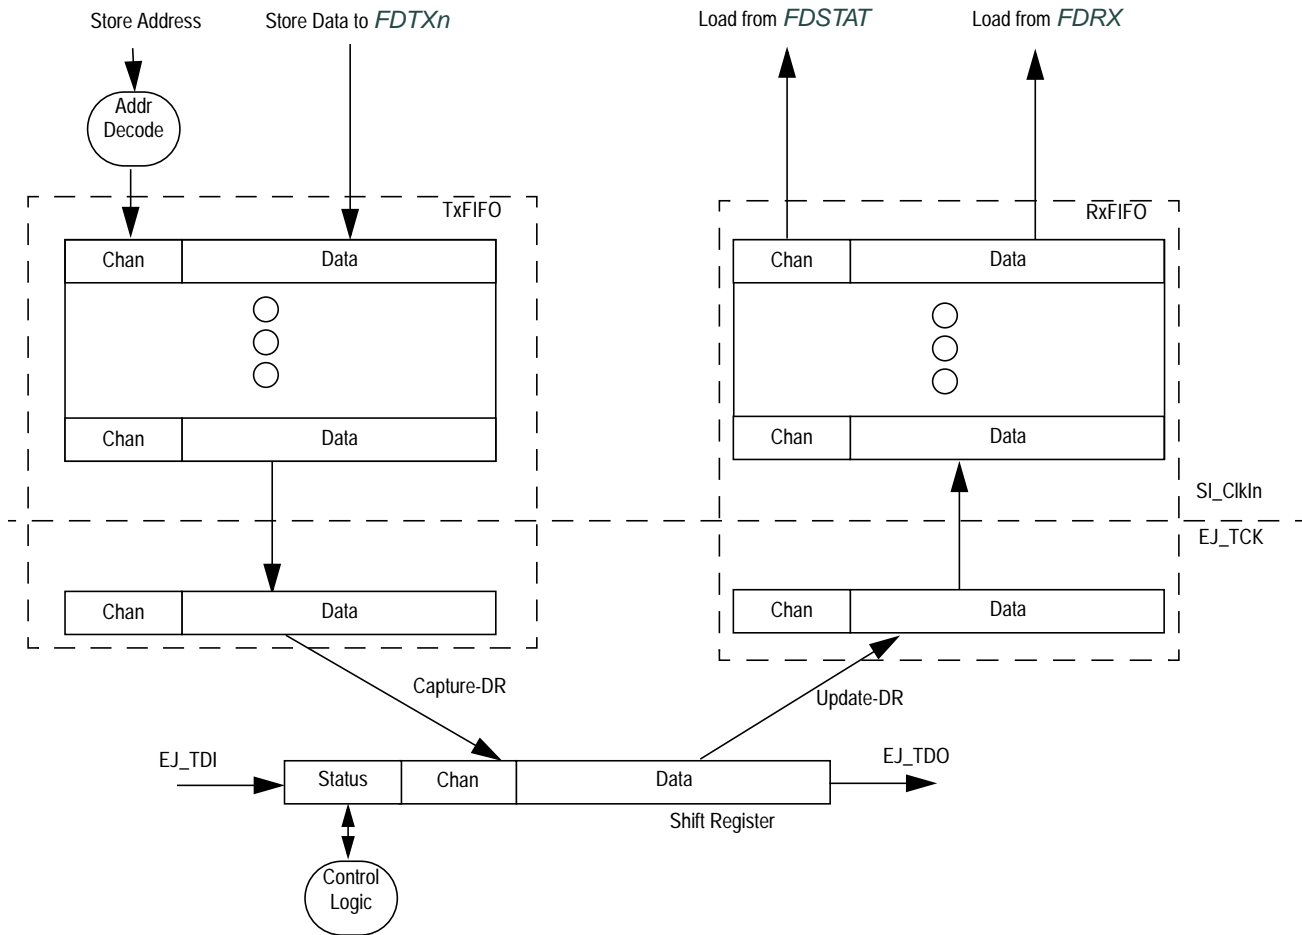 Store Address
Store Data to FDTXn
Load from FDSTAT
Load from FDRX
Addr
Decode
TxFIFO
RxFIFO
Chan
Data
Chan
Data
Chan
Data
Chan
Data
SI_ClkIn
EJ_TCK
Chan
Data
Chan
Data
Capture-DR
Update-DR
EJ_TDI
EJ_TDO
Status
Chan
Data
Shift Register
Control
Logic